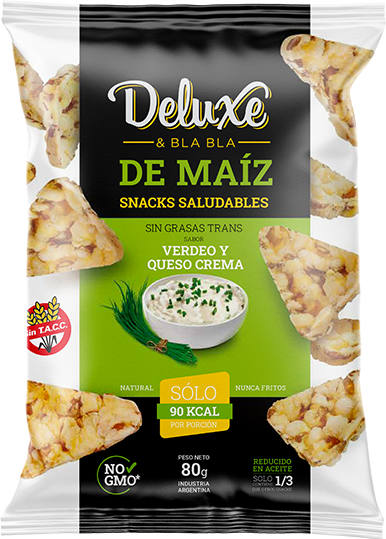 Deluxe
& BLA BLA
DE MAÍZ
SNACKS SALUDABLES
SIN GRASAS TRANS
SABOR
VERDEO Y
QUESO CREMA
Sin T.A.C.C.
NATURAL
SÓLO
90 KCAL
POR PORCIÓN
NUNCA FRITOS
NO
GMO*
PESO NETO
80g
INDUSTRIA
ARGENTINA
REDUCIDO
EN ACEITE
SOLO 1/3